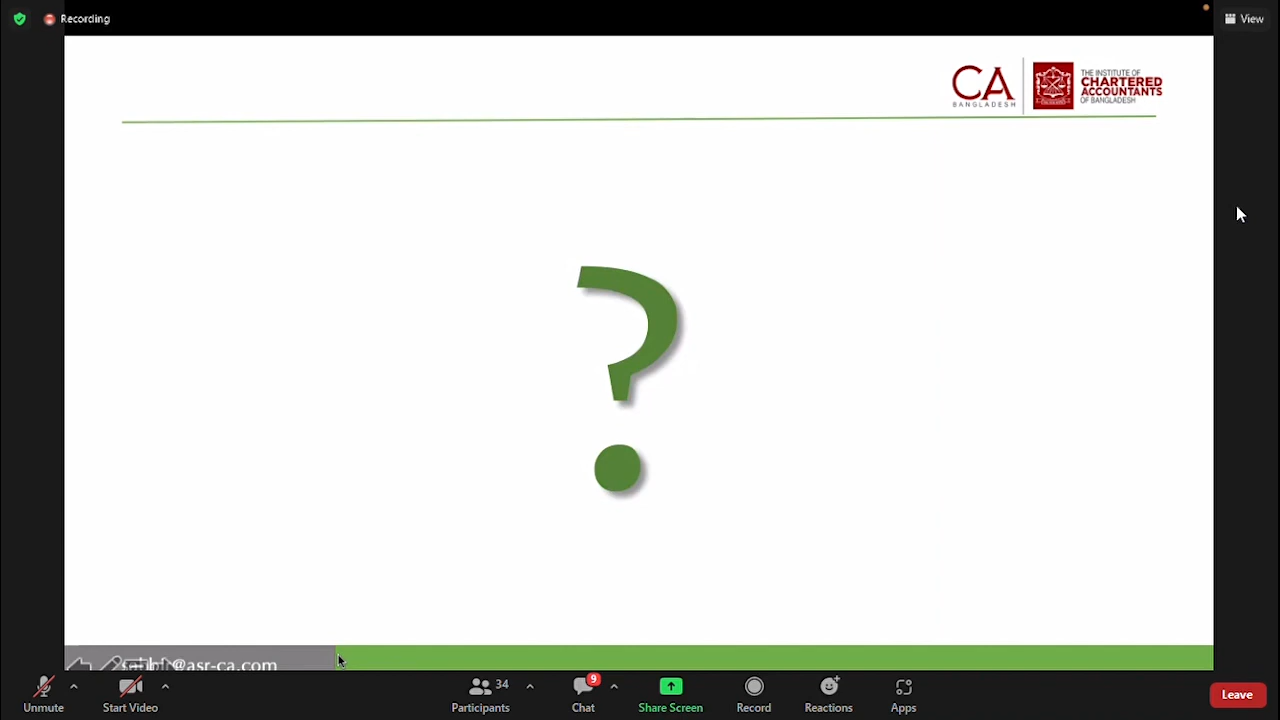 Recording
View
CA
BANGLADESH
THE INSTITUTE OF
CHARTERED
ACCOUNTANTS
OF BANGLADESH
?
@asr-ca.com
34
9
Unmute
Start Video
Participants
Chat
Share Screen
Record
Reactions
Apps
Leave